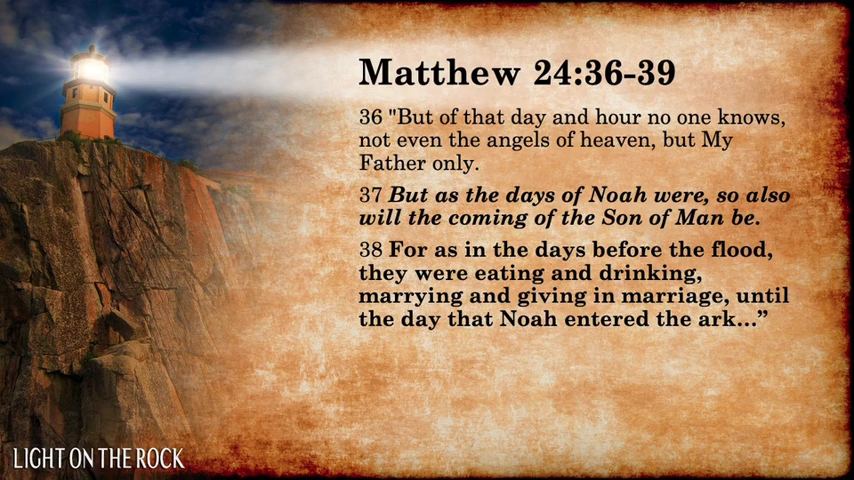 Matthew 24:36-39
36 "But of that day and hour no one knows,
not even the angels of heaven, but My
Father only.
37 But as the days of Noah were, so also
will the coming of the Son of Man be.
38 For as in the days before the flood,
they were eating and drinking,
marrying and giving in marriage, until
the day that Noah entered the ark…”
LIGHT ON THE ROCK